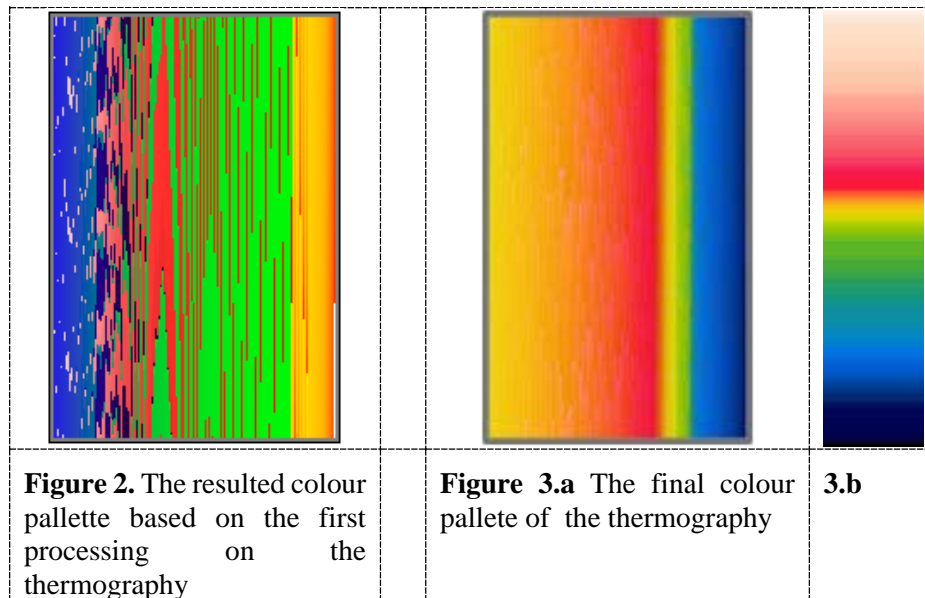 Figure 2. The resulted colour
pallette based on the first
processing on the
thermography
Figure 3.a The final colour
pallete of the thermography
3.b